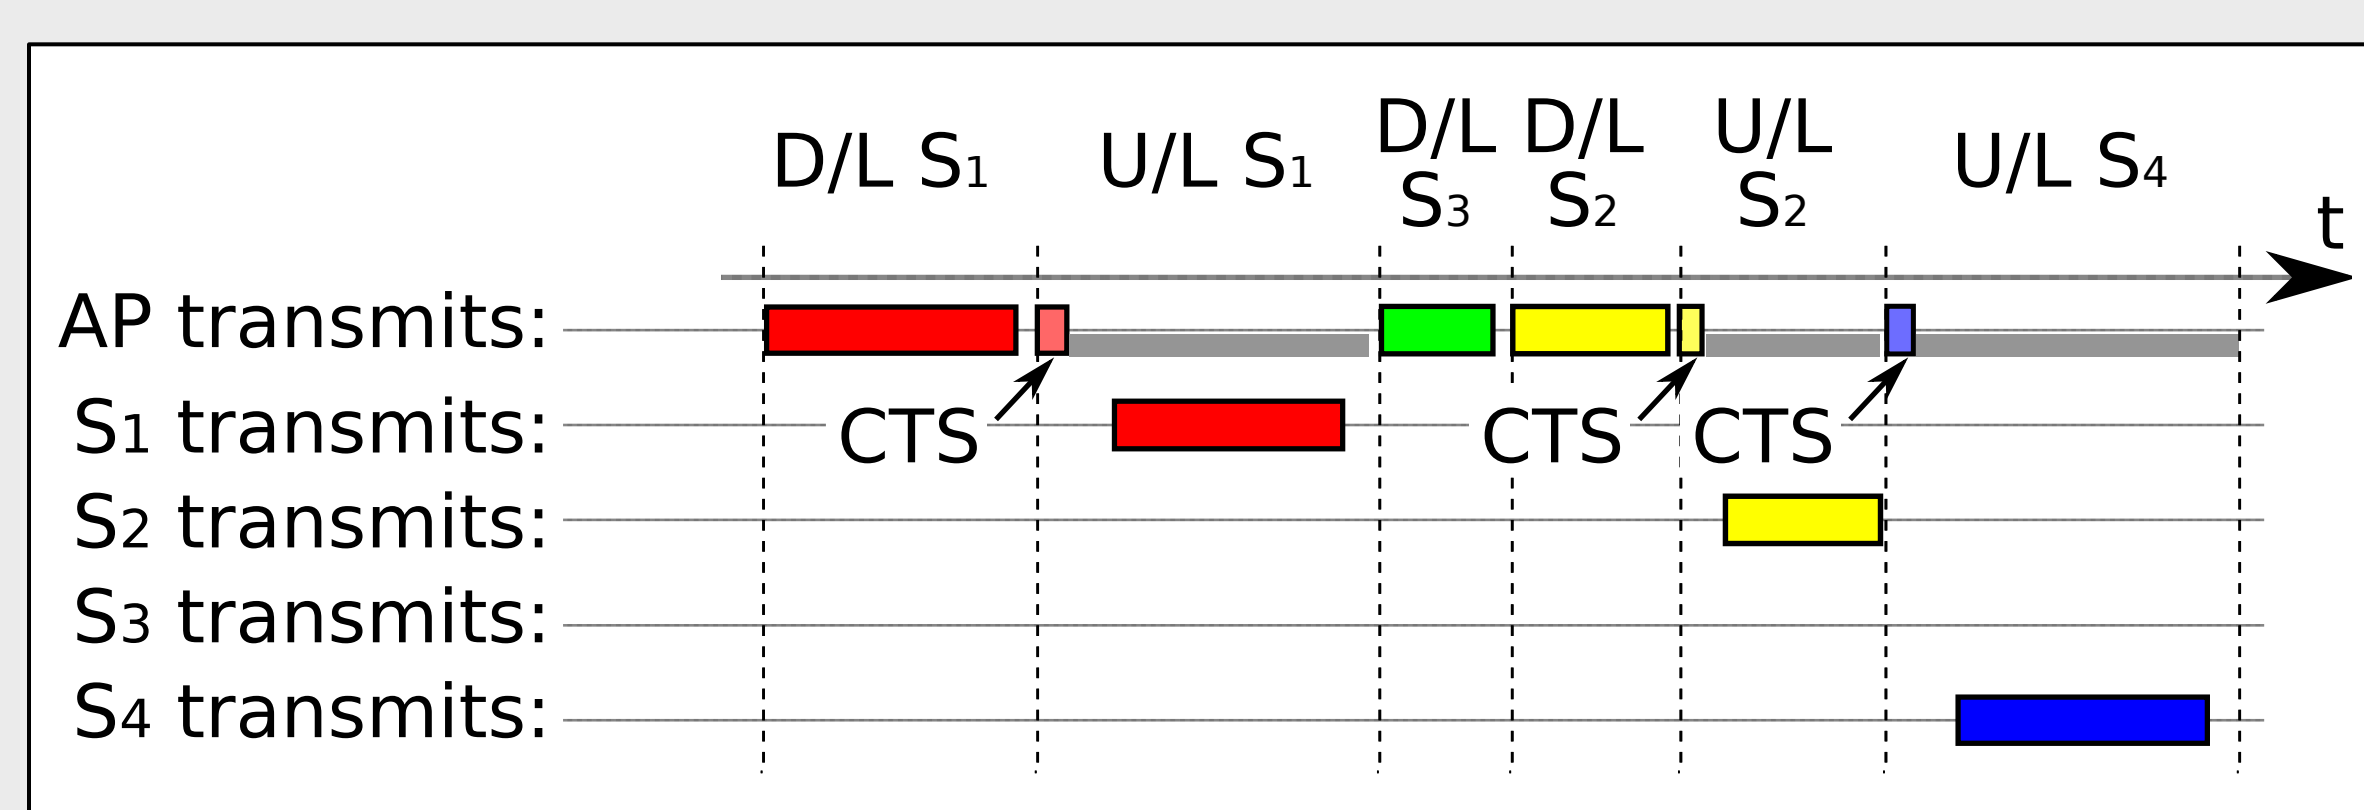 D/L S1
U/L S1
D/L S3
D/L S2
U/L S2
U/L S4
t
AP transmits:
S1 transmits:
CTS
CTS
CTS
S2 transmits:
S3 transmits:
S4 transmits: